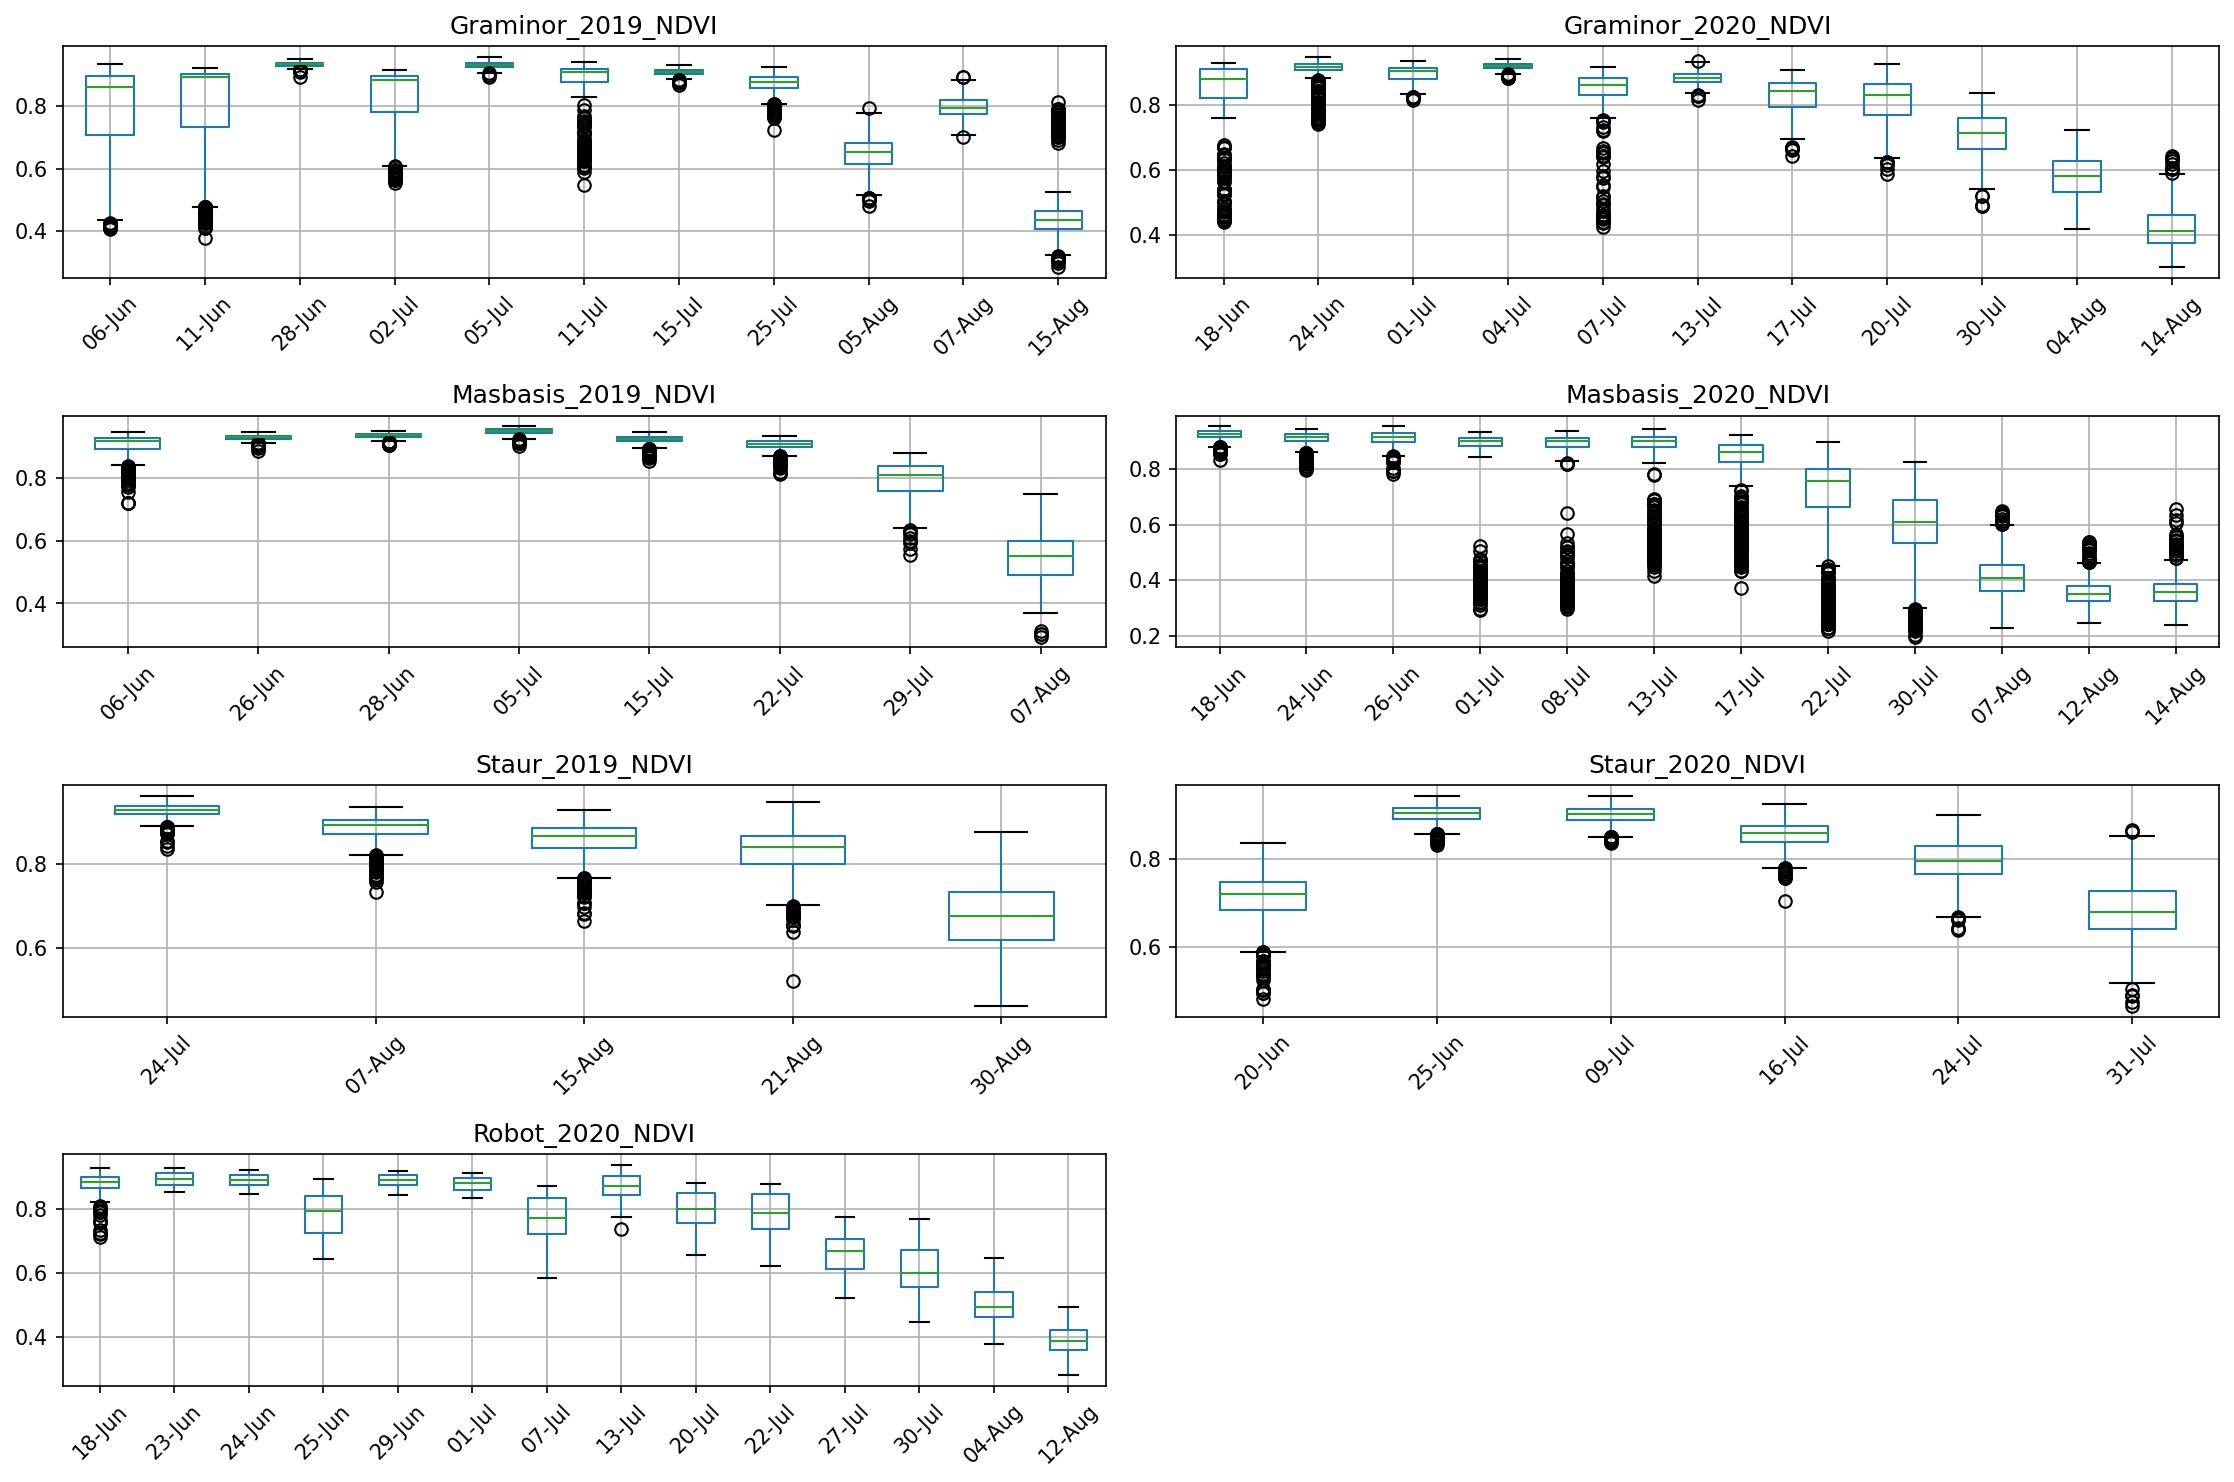 Graminor_2019_NDVI
0.8
0.6
0.4
06-Jun 11-Jun 28-Jun 02-Jul 05-Jul 11-Jul 15-Jul 25-Jul 05-Aug 07-Aug 15-Aug
Graminor_2020_NDVI
0.8
0.6
0.4
18-Jun 24-Jun 01-Jul 04-Jul 07-Jul 13-Jul 17-Jul 20-Jul 30-Jul 04-Aug 14-Aug
Masbasis_2019_NDVI
0.8
0.6
0.4
06-Jun 26-Jun 28-Jun 05-Jul 15-Jul 22-Jul 29-Jul 07-Aug
Masbasis_2020_NDVI
0.8
0.6
0.4
0.2
18-Jun 24-Jun 26-Jun 01-Jul 08-Jul 13-Jul 17-Jul 22-Jul 30-Jul 07-Aug 12-Aug 14-Aug
Staur_2019_NDVI
0.8
0.6
24-Jul 07-Aug 15-Aug 21-Aug 30-Aug
Staur_2020_NDVI
0.8
0.6
20-Jun 25-Jun 09-Jul 16-Jul 24-Jul 31-Jul
Robot_2020_NDVI
0.8
0.6
0.4
18-Jun 23-Jun 24-Jun 25-Jun 29-Jun 01-Jul 07-Jul 13-Jul 20-Jul 22-Jul 27-Jul 30-Jul 04-Aug 12-Aug